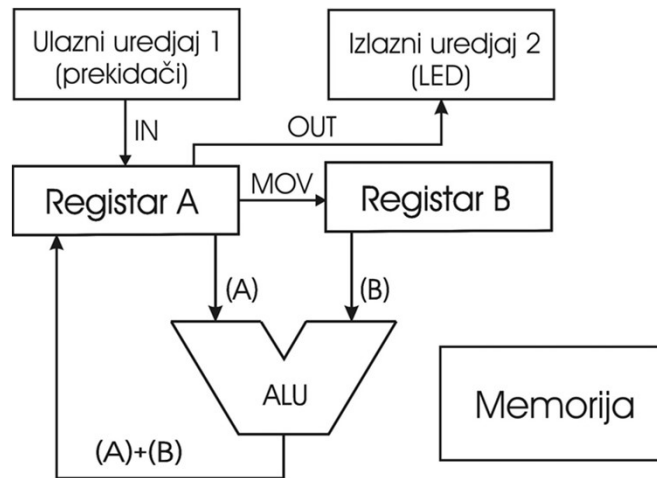 Ulazni uredjaj 1
(prekidači)
Izlazni uredjaj 2
(LED)
IN
OUT
Registar A
MOV
Registar B
(A)
(B)
ALU
Memorija
(A)+(B)